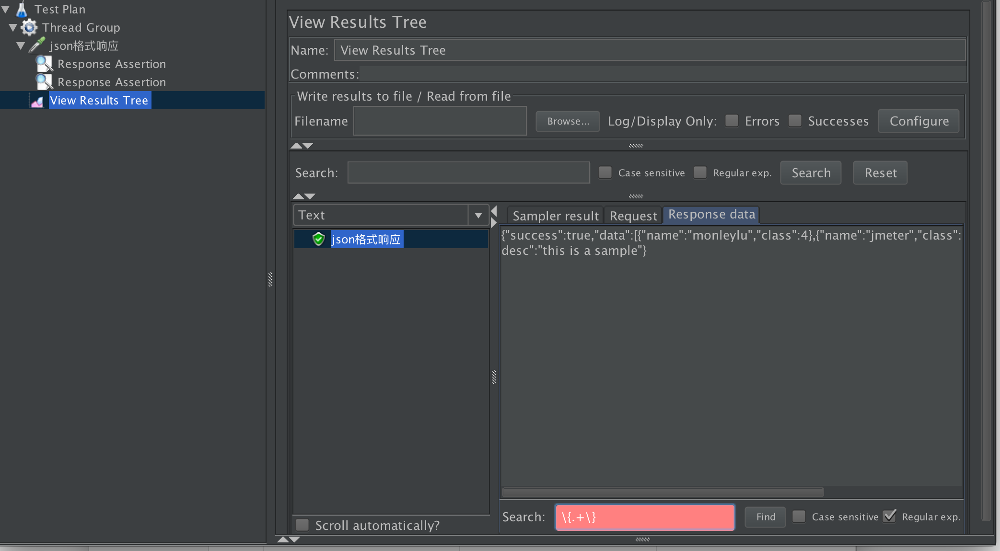 Test Plan
Thread Group
json格式响应
Response Assertion
Response Assertion
View Results Tree
View Results Tree
Name: View Results Tree
Comments:
Write results to file / Read from file
Filename Browse... Log/Display Only: Errors Successes Configure
Search: Case sensitive Regular exp. Search Reset
Text
json格式响应
Scroll automatically?
Sampler result Request Response data
{"success":true,"data":[{"name":"monleylu","class":4},{"name":"jmeter","class":
desc":"this is a sample"}
Search: \{.+\} Find Case sensitive Regular exp.